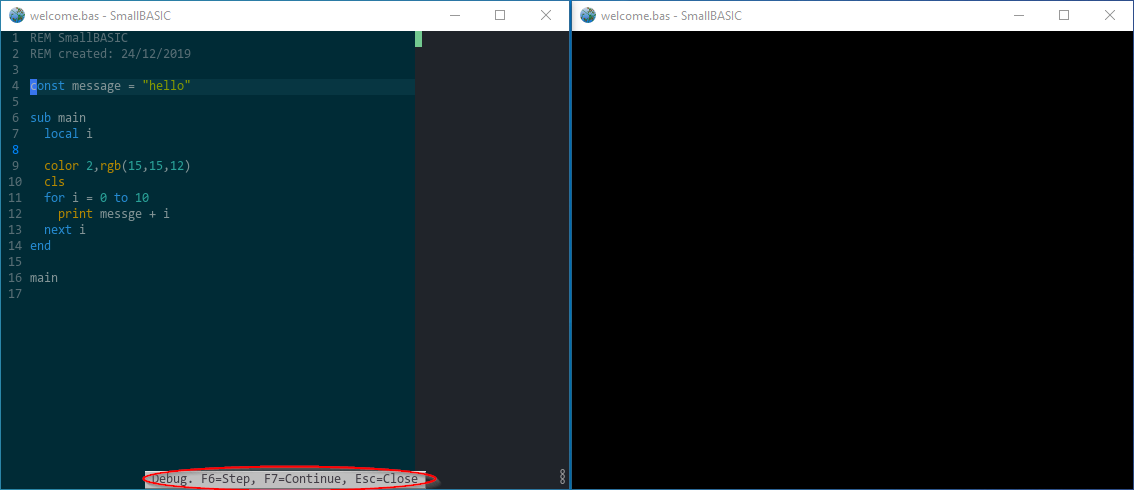 welcome.bas - SmallBASIC
1 REM SmallBASIC
2 REM created: 24/12/2019
3
4 const message = "hello"
5
6 sub main
7   local i
8
9   color 2,rgb(15,15,12)
10   cls
11   for i = 0 to 10
12     print messge + i
13   next i
14 end
15
16 main
17
Debug. F6=Step, F7=Continue, Esc=Close
welcome.bas - SmallBASIC